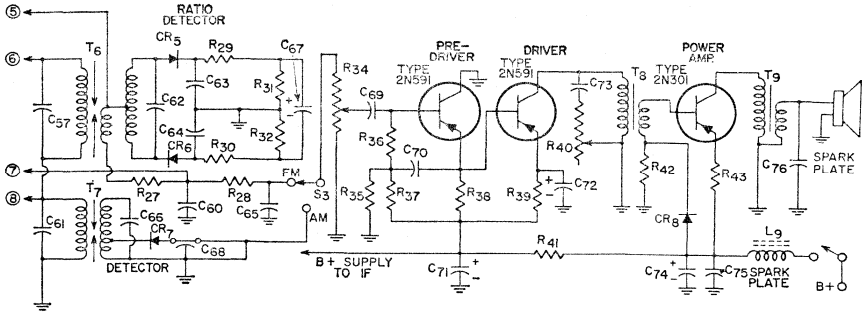 RATIO
DETECTOR
5
6
T6
CR5
R29
C67
C57
C62
C63
C64
CR6
R31
R32
R30
R34
C69
PRE-
DRIVER
TYPE
2N591
DRIVER
TYPE
2N591
C73
POWER
AMP.
TYPE
2N301
T8
T9
R36
C70
R40
R42
R43
C76
SPARK
PLATE
7
8
T7
R27
R28
FM
S3
AM
C61
C66
CR7
C60
C65
C68
DETECTOR
R35
R37
R38
R39
C72
CR8
B+ SUPPLY
TO IF
C71
R41
C74
C75
SPARK
PLATE
L9
B+